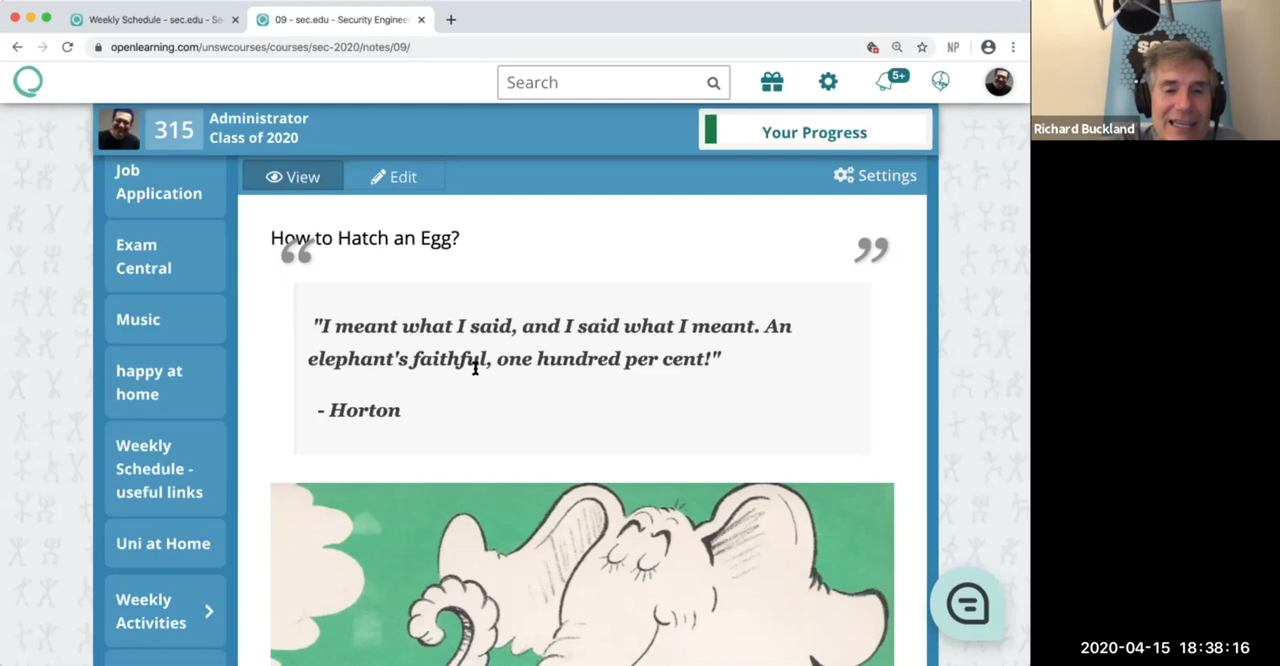 Weekly Schedule - sec.edu - Se
09 - sec.edu - Security Enginee
openlearning.com/unswcourses/courses/sec-2020/notes/09/
NP
Search
5+
315
Administrator
Class of 2020
Your Progress
Job
Application
Exam
Central
Music
happy at
home
Weekly
Schedule -
useful links
Uni at Home
Weekly
Activities
View
Edit
Settings
How to Hatch an Egg?
"I meant what I said, and I said what I meant. An
elephant's faithful, one hundred per cent!"
- Horton
Richard Buckland
2020-04-15 18:38:16